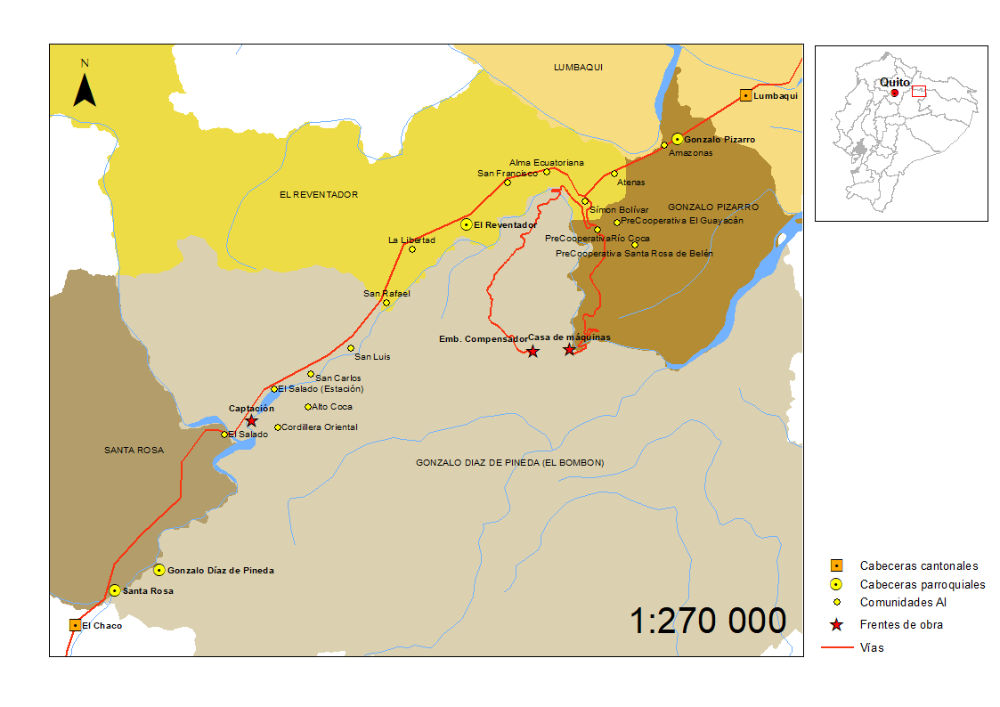 N
LUMBAQUI
Lumbaqui
Quito
Gonzalo Pizarro
Amazonas
Alma Ecuatoriana
San Francisco
Atenas
EL REVENTADOR
Símon Bolívar
GONZALO PIZARRO
PreCooperativa El Guayacán
El Reventador
La Libertad
PreCooperativaRío Coca
PreCooperativa Santa Rosa de Belén
San Rafael
Emb. Compensador
Casa de máquinas
San Luis
San Carlos
El Salado (Estación)
Captación
Alto Coca
El Salado
Cordillera Oriental
SANTA ROSA
GONZALO DIAZ DE PINEDA (EL BOMBON)
Gonzalo Díaz de Pineda
Santa Rosa
El Chaco
1:270 000
Cabeceras cantonales
Cabeceras parroquiales
Comunidades AI
Frentes de obra
Vías